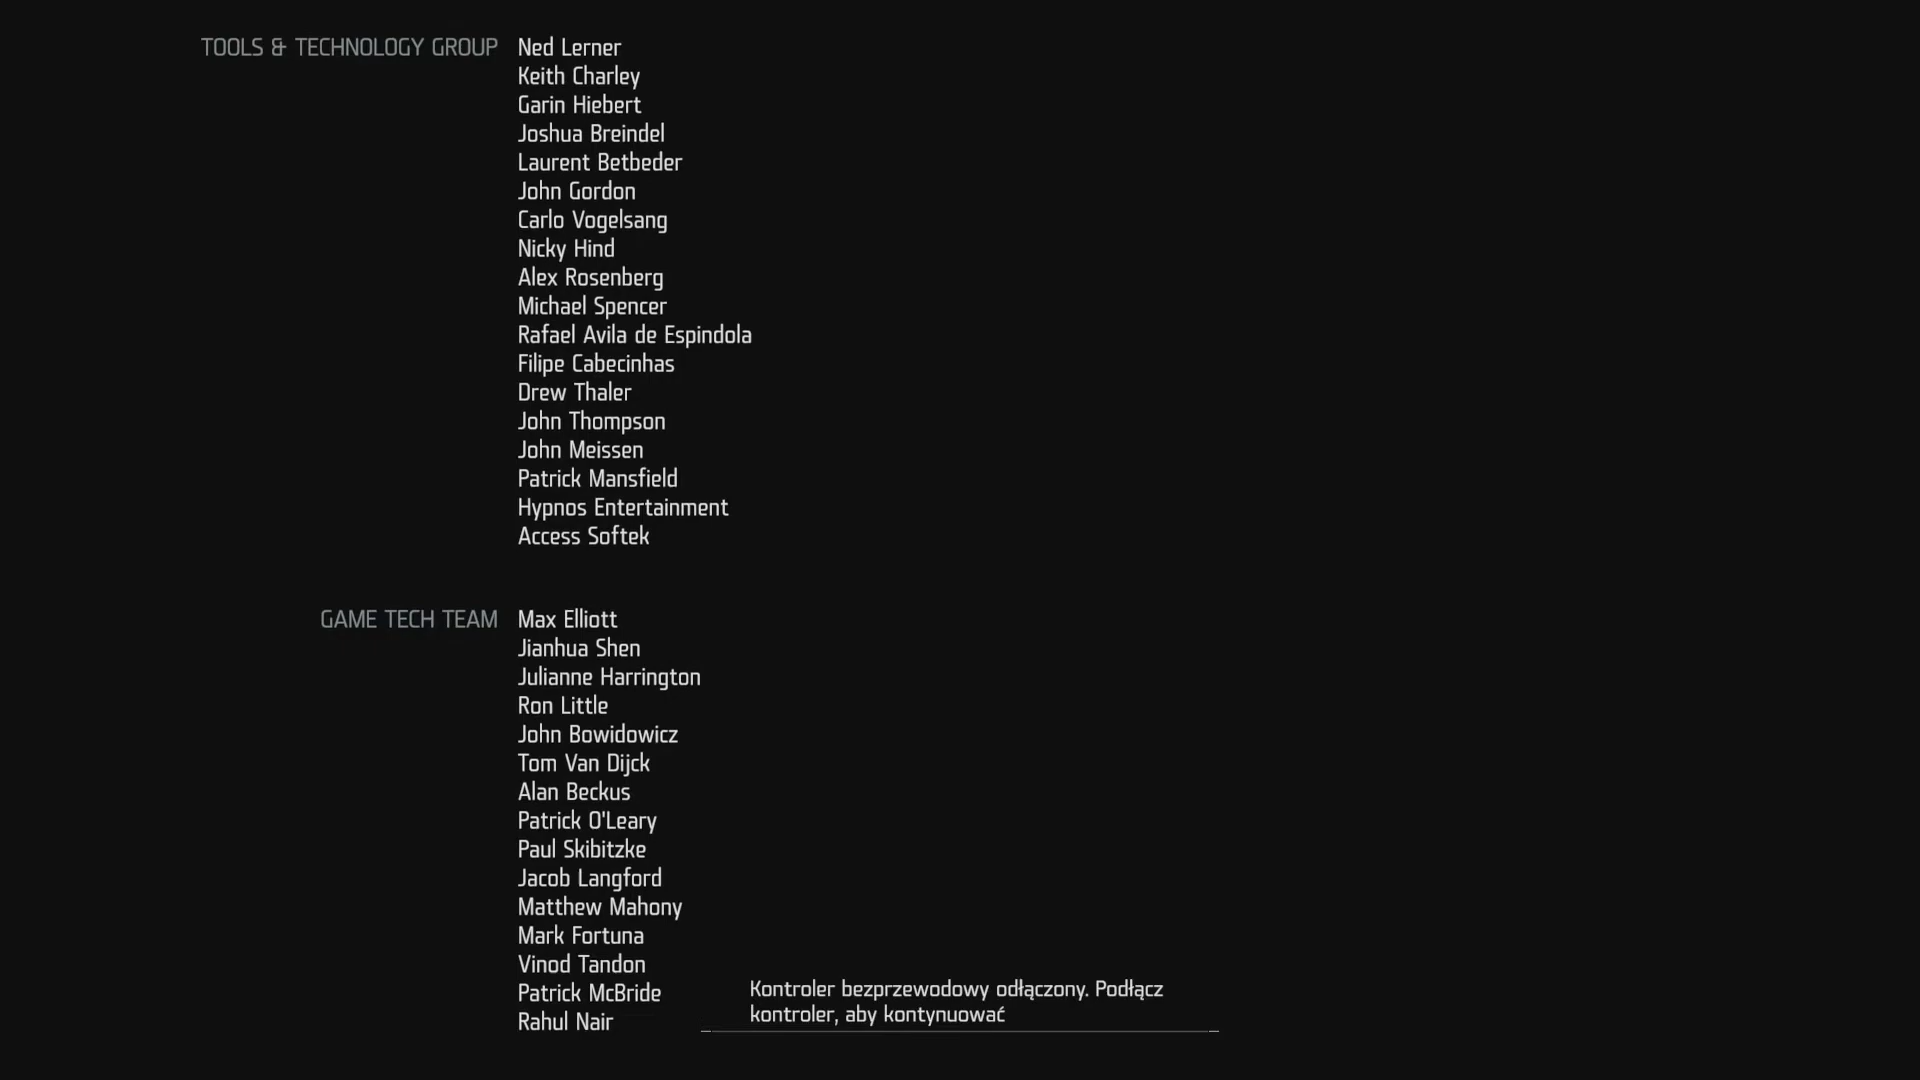 TOOLS & TECHNOLOGY GROUP Ned Lerner
Keith Charley
Garin Hiebert
Joshua Breindel
Laurent Betbeder
John Gordon
Carlo Vogelsang
Nicky Hind
Alex Rosenberg
Michael Spencer
Rafael Avila de Espindola
Filipe Cabecinhas
Drew Thaler
John Thompson
John Meissen
Patrick Mansfield
Hypnos Entertainment
Access Softek
GAME TECH TEAM Max Elliott
Jianhua Shen
Julianne Harrington
Ron Little
John Bowidowicz
Tom Van Dijck
Alan Beckus
Patrick O'Leary
Paul Skibitzke
Jacob Langford
Matthew Mahony
Mark Fortuna
Vinod Tandon
Patrick McBride
Rahul Nair
Kontroler bezprzewodowy odłączony. Podłącz
kontroler, aby kontynuować